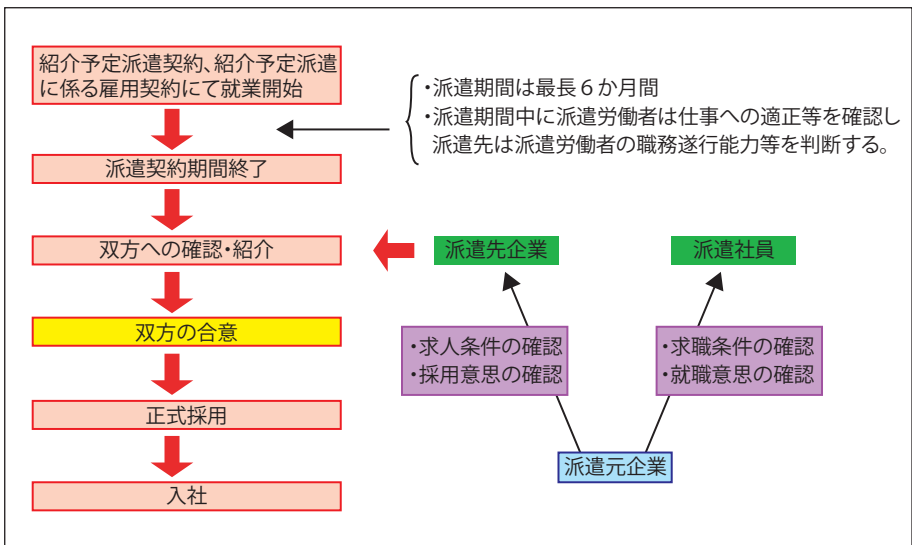 紹介予定派遣契約、紹介予定派遣
に係る雇用契約にて就業開始
・派遣期間は最長6か月間
・派遣期間中に派遣労働者は仕事への適正等を確認し
派遣先は派遣労働者の職務遂行能力等を判断する。
派遣契約期間終了
双方への確認・紹介
派遣先企業
派遣社員
双方の合意
・求人条件の確認
・採用意思の確認
・求職条件の確認
・就職意思の確認
正式採用
派遣元企業
入社